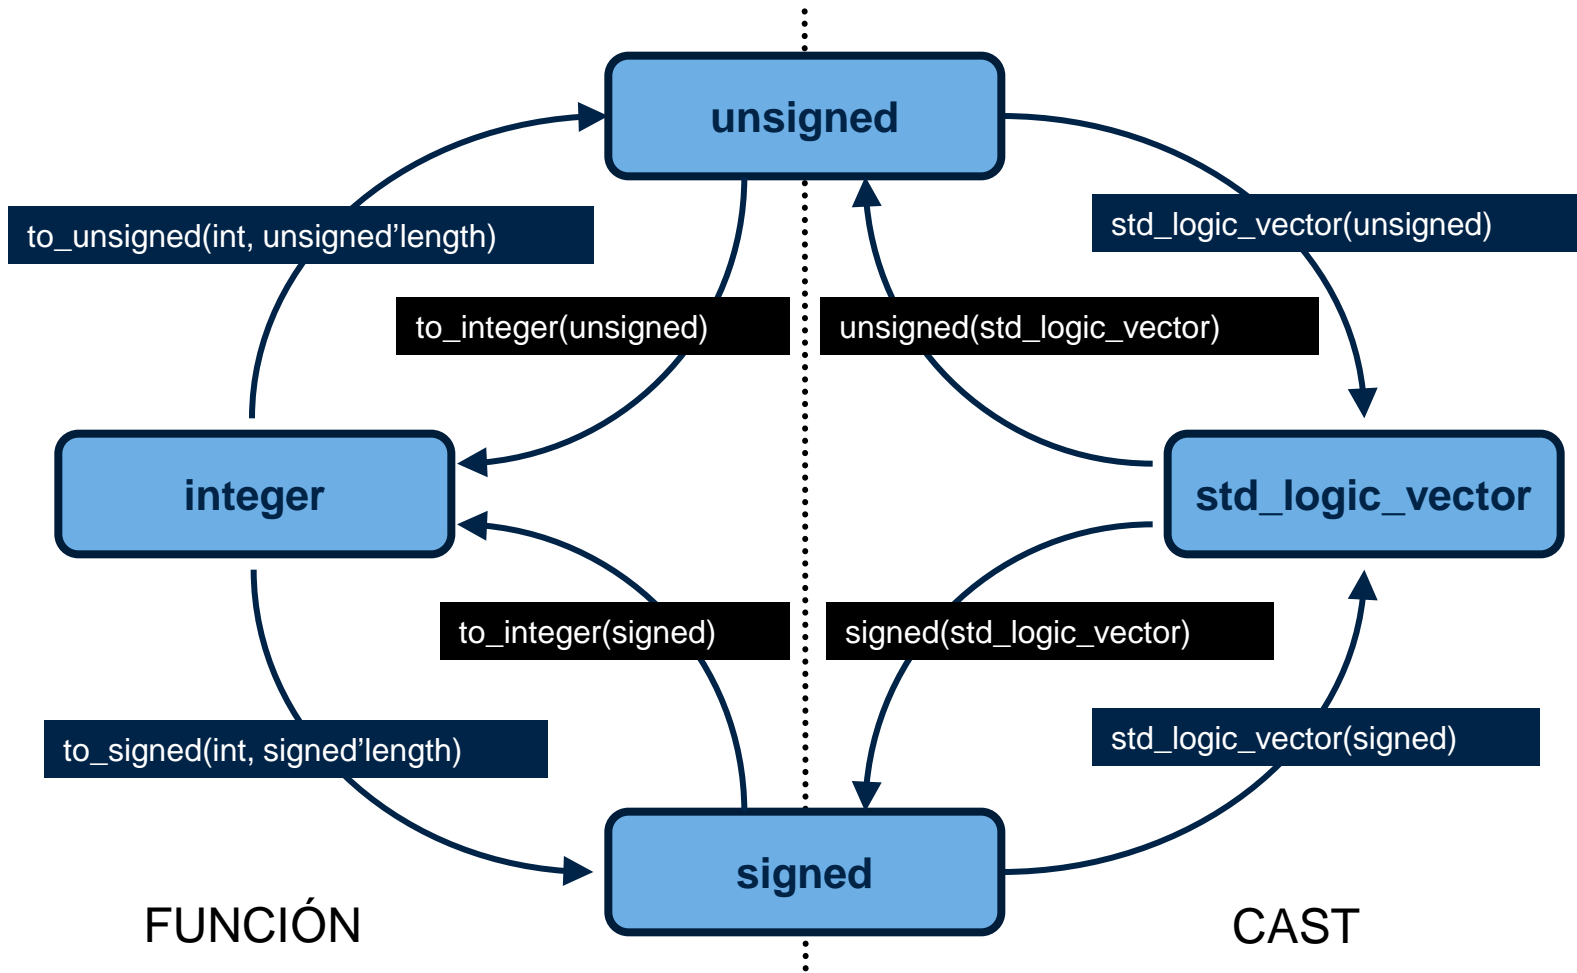 unsigned
to_unsigned(int, unsigned’length)
std_logic_vector(unsigned)
to_integer(unsigned)
unsigned(std_logic_vector)
integer
std_logic_vector
to_integer(signed)
signed(std_logic_vector)
to_signed(int, signed’length)
std_logic_vector(signed)
signed
FUNCIÓN
CAST